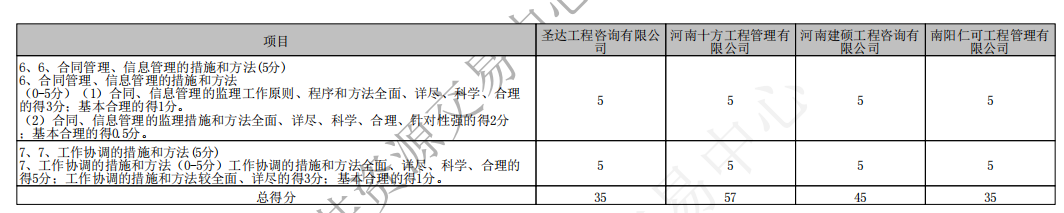 项目 圣达工程咨询有限公 河南十方工程管理有 河南建硕工程咨询有 南阳仁可工程管理有
司 限公司 限公司 限公司
6、6、合同管理、信息管理的措施和方法(5分)
6、合同管理、信息管理的措施和方法
（0-5分）（1）合同、信息管理的监理工作原则、程序和方法全面、详尽、科学、合理 5 5 5 5
的得3分；基本合理的得1分。
（2）合同、信息管理的监理措施和方法全面、详尽、科学、合理、针对性强的得2分
；基本合理的得0.5分。
7、7、工作协调的措施和方法(5分)
7、工作协调的措施和方法（0-5分）工作协调的措施和方法全面、详尽、科学、合理的 5 5 5 5
得5分；工作协调的措施和方法较全面、详尽的得3分；基本合理的得1分。
总得分 35 57 45 35
资源交易中心
易中心